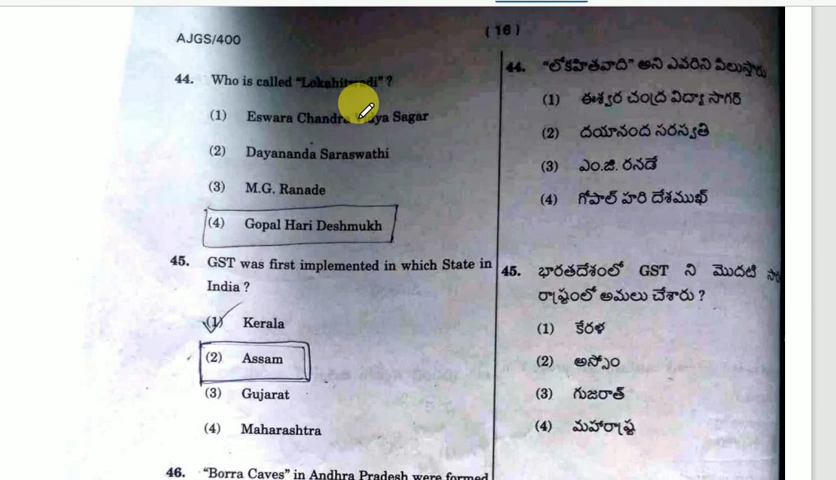 ( 16 )
AJGS/400
44. Who is called "Lokahitwadi" ?
(1) Eswara Chandra Vidya Sagar
(2) Dayananda Saraswathi
(3) M.G. Ranade
(4) Gopal Hari Deshmukh
45. GST was first implemented in which State in
India ?
(1) Kerala
(2) Assam
(3) Gujarat
(4) Maharashtra
46. "Borra Caves" in Andhra Pradesh were formed
44. "లోకహితవాది" అని ఎవరిని పిలుస్తారు
(1) ఈశ్వర చంద్ర విద్యా సాగర్
(2) దయానంద సరస్వతి
(3) ఎం.జి. రనడే
(4) గోపాల్ హరి దేశముఖ్
45. భారతదేశంలో GST ని మొదటి
రాష్ట్రంలో అమలు చేశారు ?
(1) కేరళ
(2) అస్సోం
(3) గుజరాత్
(4) మహారాష్ట్ర